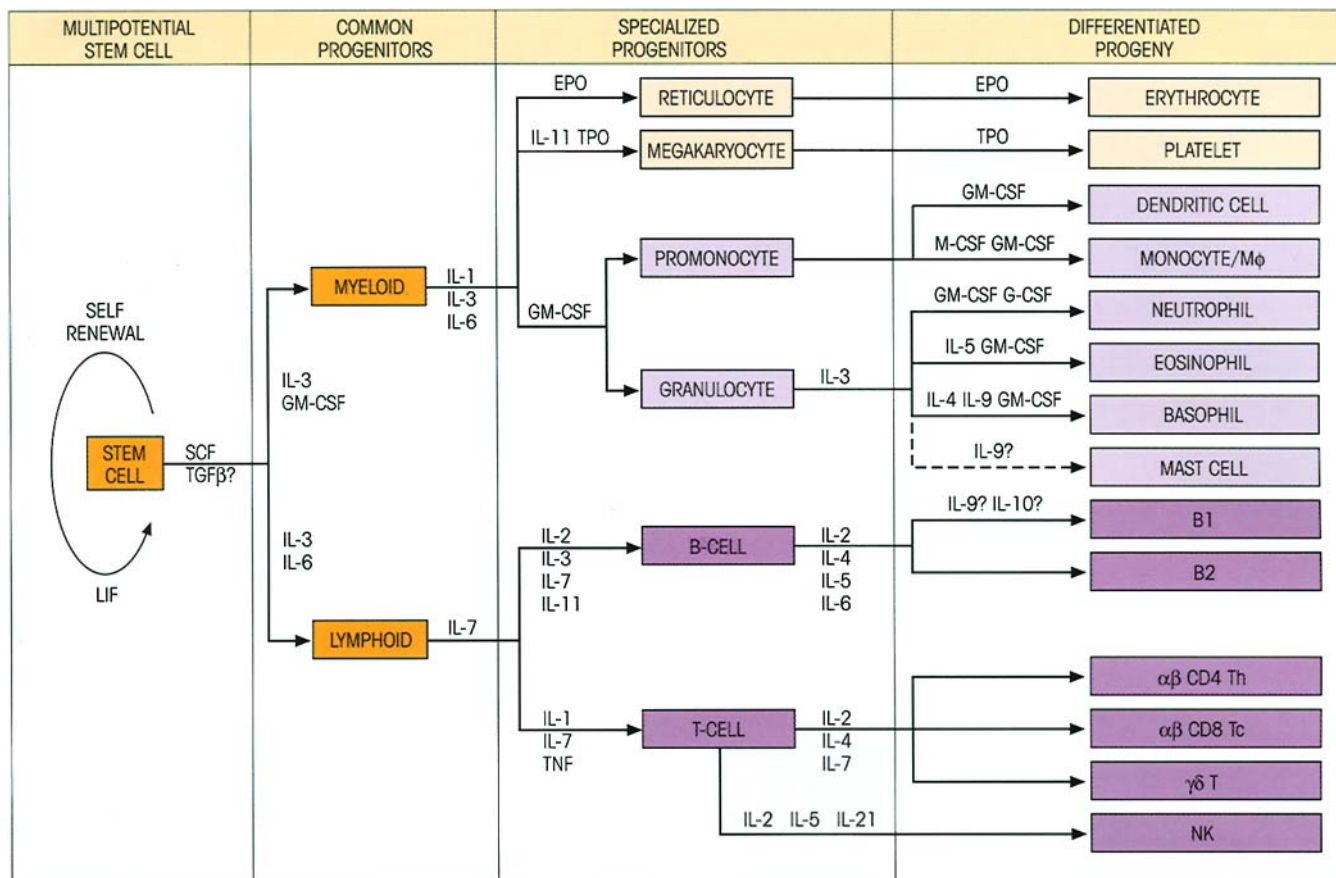 MULTIPOTENTIAL
STEM CELL
COMMON
PROGENITORS
SPECIALIZED
PROGENITORS
DIFFERENTIATED
PROGENY
SELF
RENEWAL
STEM
CELL
LIF
SCF
TGFβ?
IL-3
GM-CSF
IL-3
IL-6
MYELOID
IL-1
IL-3
IL-6
LYMPHOID
IL-7
EPO
RETICULOCYTE
EPO
ERYTHROCYTE
IL-11 TPO
MEGAKARYOCYTE
TPO
PLATELET
GM-CSF
PROMONOCYTE
GM-CSF
DENDRITIC CELL
M-CSF GM-CSF
MONOCYTE/Mϕ
GRANULOCYTE
IL-3
GM-CSF G-CSF
NEUTROPHIL
IL-5 GM-CSF
EOSINOPHIL
IL-4 IL-9 GM-CSF
BASOPHIL
IL-9?
MAST CELL
IL-2
IL-3
IL-7
IL-11
B-CELL
IL-2
IL-4
IL-5
IL-6
IL-9? IL-10?
B1
B2
IL-1
IL-7
TNF
T-CELL
IL-2
IL-4
IL-7
αβ CD4 Th
αβ CD8 Tc
γδ T
IL-2 IL-5 IL-21
NK